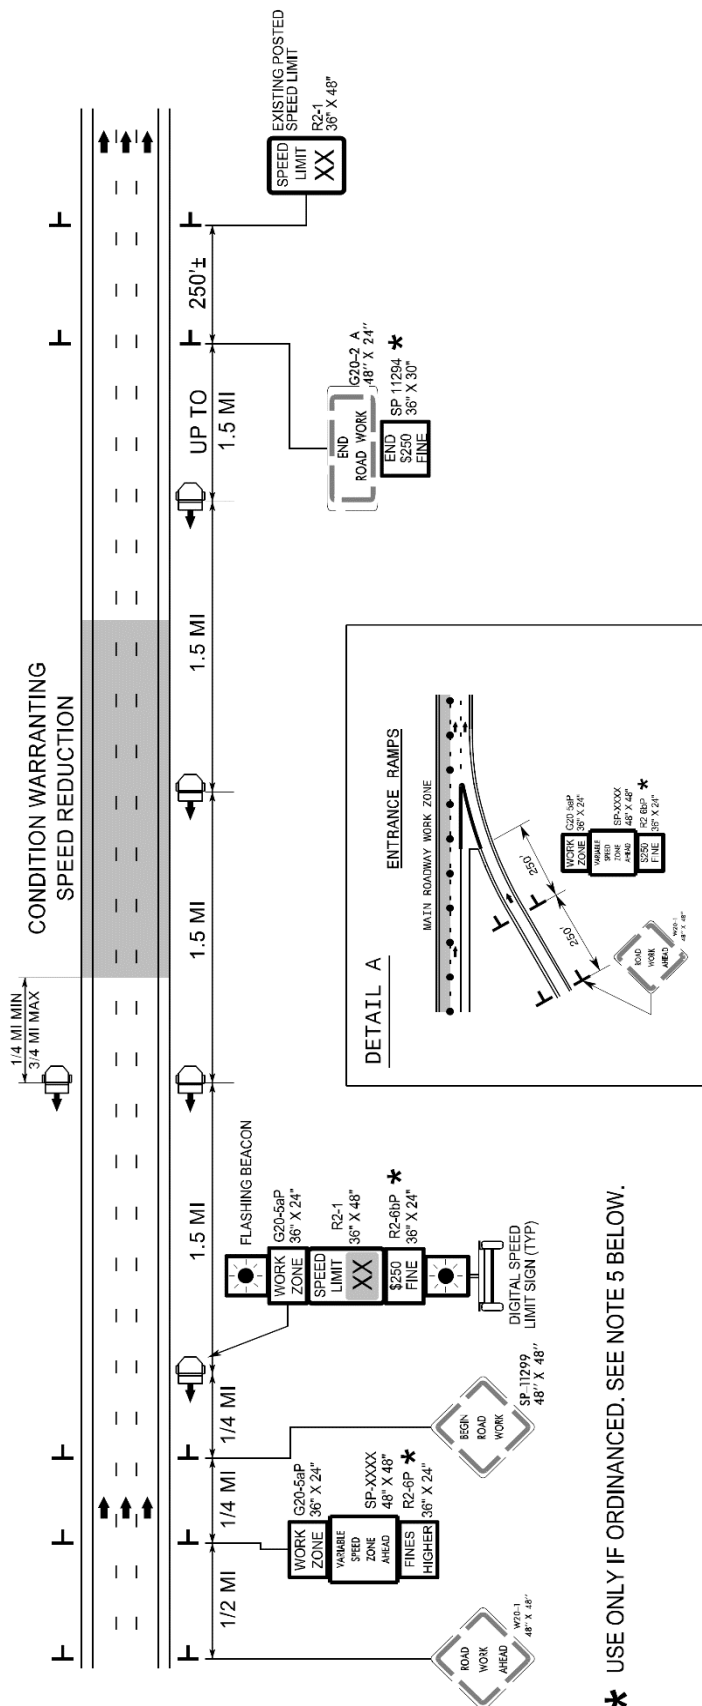 CONDITION WARRANTING
SPEED REDUCTION
1/4 MI MIN
3/4 MI MAX
1/2 MI
1/4 MI
1/4 MI
1.5 MI
1.5 MI
1.5 MI
UP TO
1.5 MI
250'±
ROAD
WORK
AHEAD
W20-1
48" X 48"
WORK
ZONE
VARIABLE
SPEED
ZONE
AHEAD
FINES
HIGHER
G20-5aP
36" X 24"
SP-XXXX
48" X 48"
R2-6P *
36" X 24"
BEGIN
ROAD
WORK
SP-11299
48" X 48"
FLASHING BEACON
WORK
ZONE
SPEED
LIMIT
XX
$250
FINE
G20-5aP
36" X 24"
R2-1
36" X 48"
R2-6bP *
36" X 24"
DIGITAL SPEED
LIMIT SIGN (TYP)
END
ROAD WORK
G20-2 A
48" X 24"
END
$250
FINE
SP 11294 *
36" X 30"
SPEED
LIMIT
XX
EXISTING POSTED
SPEED LIMIT
R2-1
36" X 48"
DETAIL A
ENTRANCE RAMPS
MAIN ROADWAY WORK ZONE
250'
250'
ROAD
WORK
AHEAD
W20-1
48" X 48"
WORK
ZONE
VARIABLE
SPEED
ZONE
AHEAD
$250
FINE
G20-5aP
36" X 24"
SP-XXXX
48" X 48"
R2-6bP *
36" X 24"
* USE ONLY IF ORDINANCED. SEE NOTE 5 BELOW.